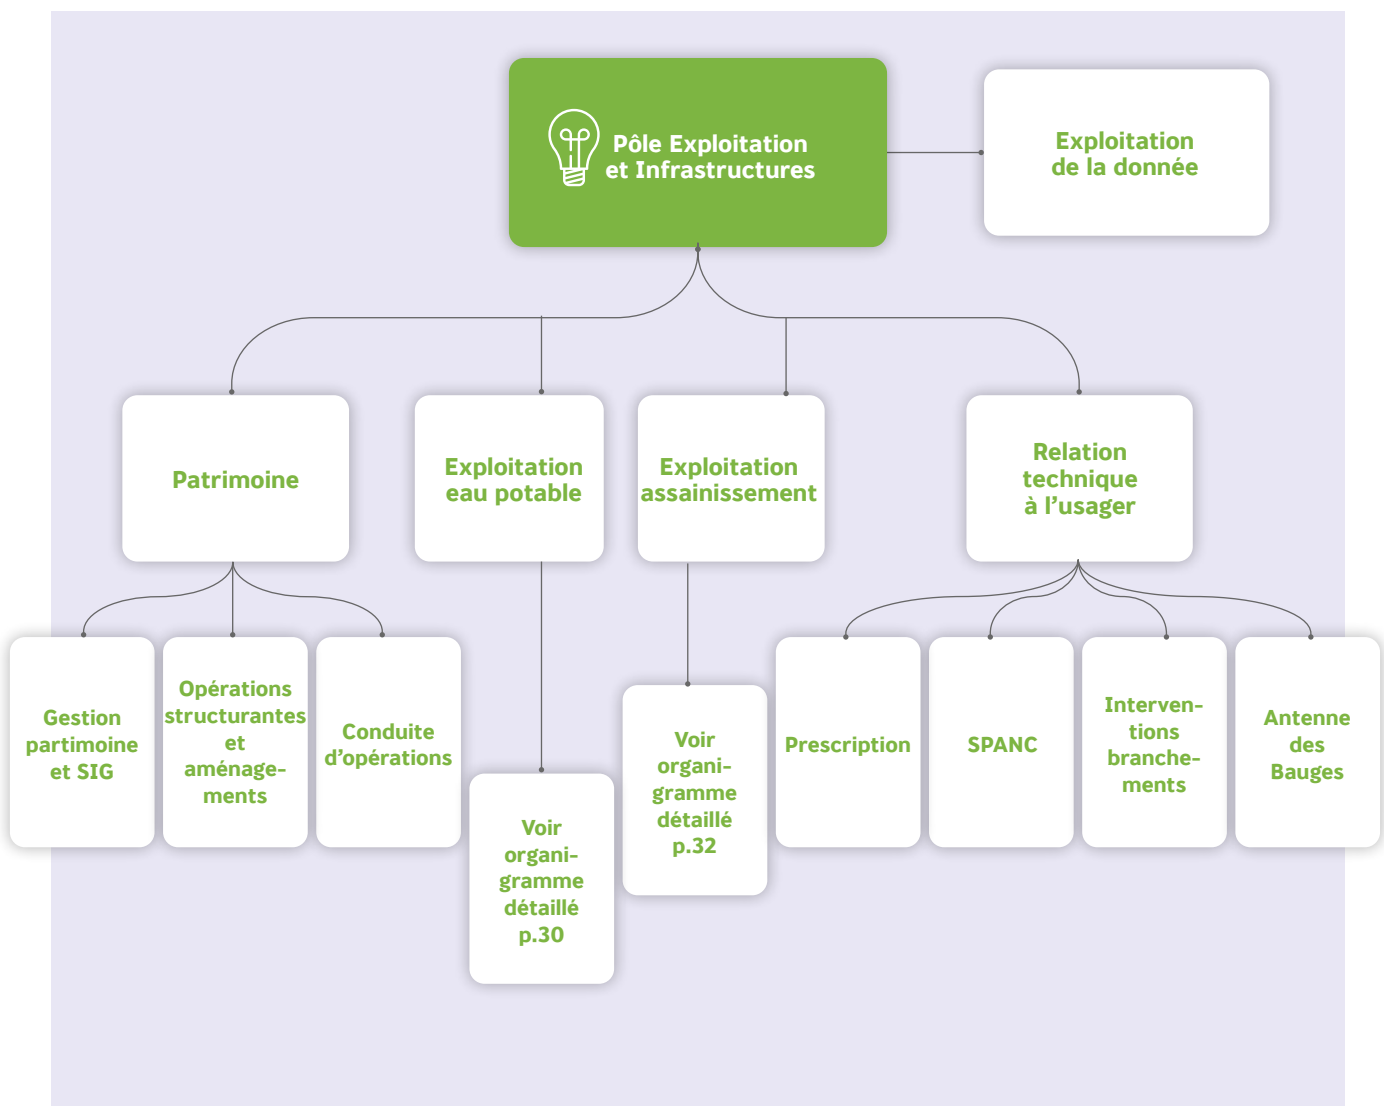 Pôle Exploitation
et Infrastructures
Exploitation
de la donnée
Patrimoine
Exploitation
eau potable
Exploitation
assainissement
Relation
technique
à l’usager
Gestion
partimoine
et SIG
Opérations
structurantes
et
aménage-
ments
Conduite
d’opérations
Voir
organi-
gramme
détaillé
p.30
Voir
organi-
gramme
détaillé
p.32
Prescription
SPANC
Interven-
tions
branche-
ments
Antenne
des
Bauges